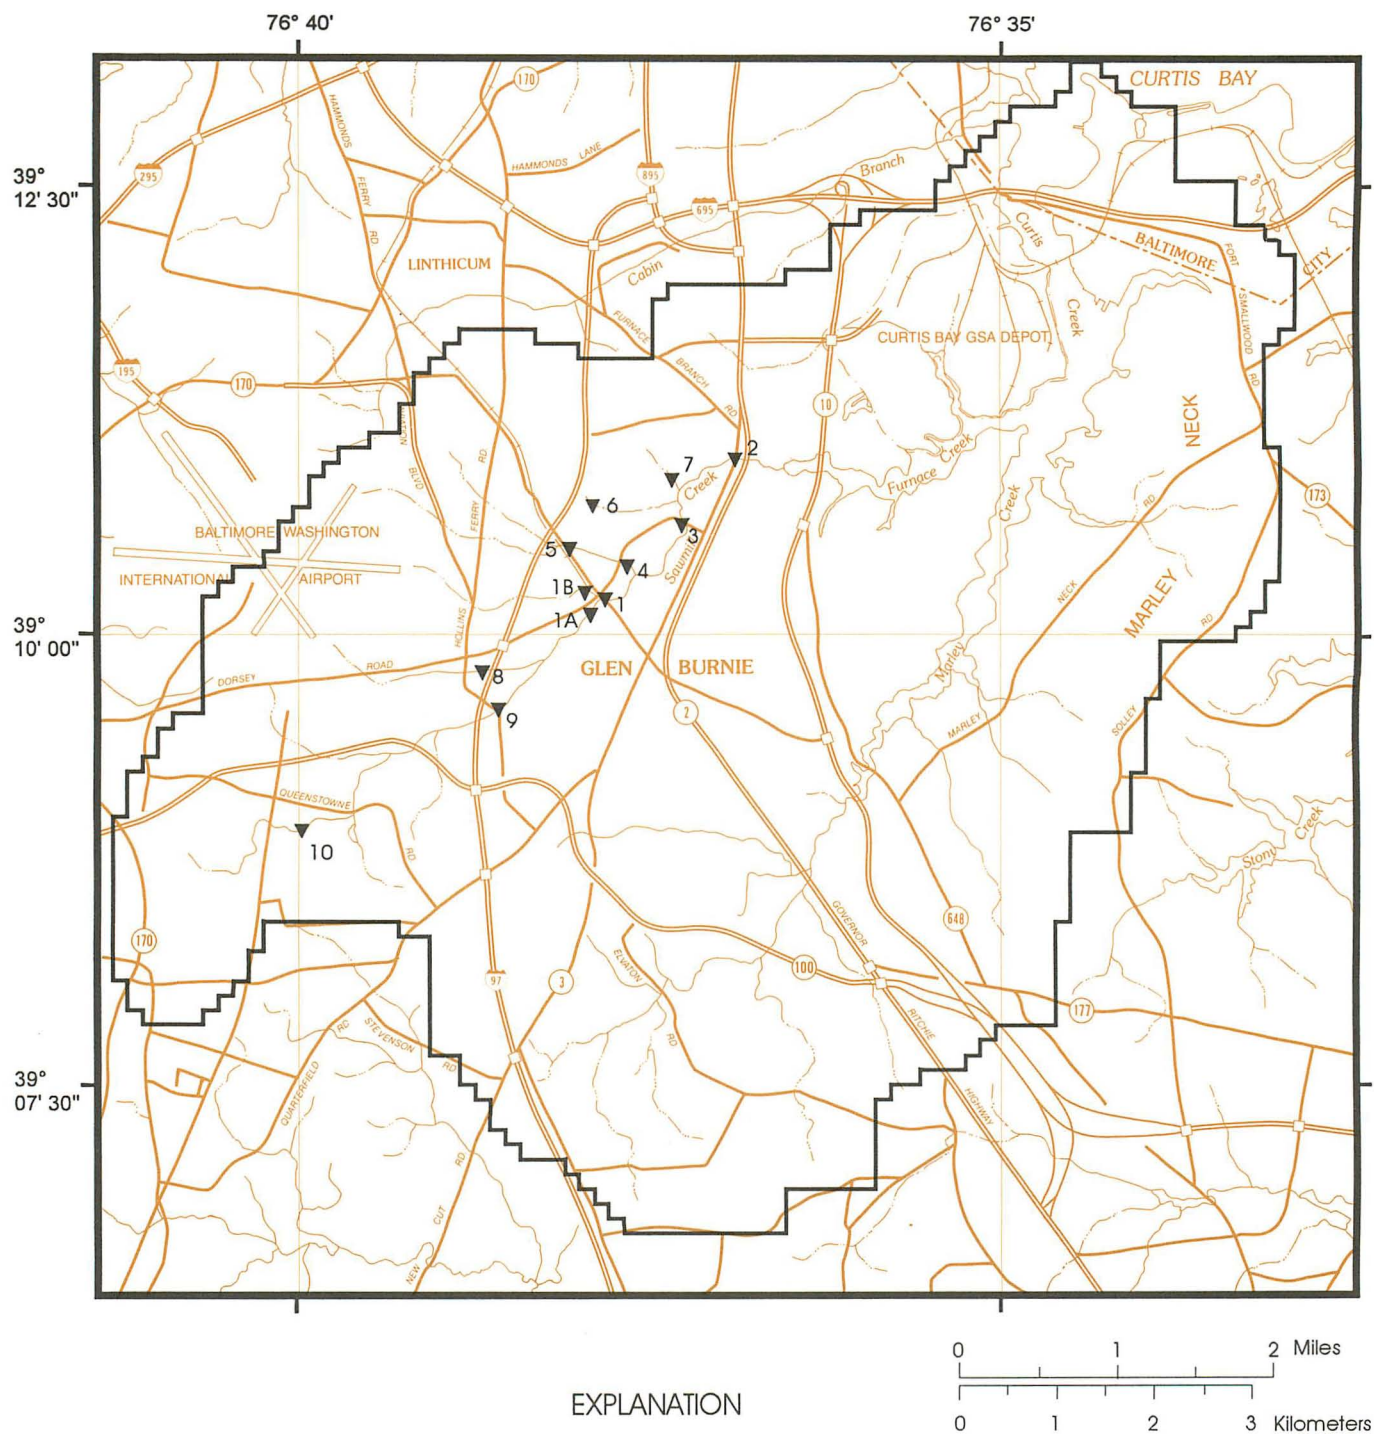 76° 40'
76° 35'
CURTIS BAY
170
HAMMONDS
HAMMONDS LANE
Branch
39°
12' 30"
295
895
695
FERRY
RD
Curtis
BALTIMORE
CITY
FORT
LINTHICUM
Cabin
Creek
SMALLWOOD
RD
FURNACE
CURTIS BAY GSA DEPOT
195
170
BRANCH
RD
10
NECK
BLVD
FERRY
RD
2
7
Creek
Furnace Creek
Creek
RD
173
6
BALTIMORE WASHINGTON
3
5
INTERNATIONAL AIRPORT
4
Sawmill
1B
1
NECK
MARLEY
1A
HOLLINS
RD
39°
10' 00"
DORSEY ROAD
GLEN BURNIE
Marley
8
9
2
MARLEY
SOLLEY
QUEENSTOWNE
RD
10
Stony Creek
170
GOVERNOR
648
ELVATON
97
3
100
RD
STEVENSON
RD
RITCHIE
177
RD
39°
07' 30"
QUARTERFIELD
HIGHWAY
RD
CUT
NEW
0 1 2 Miles
EXPLANATION
0 1 2 3 Kilometers